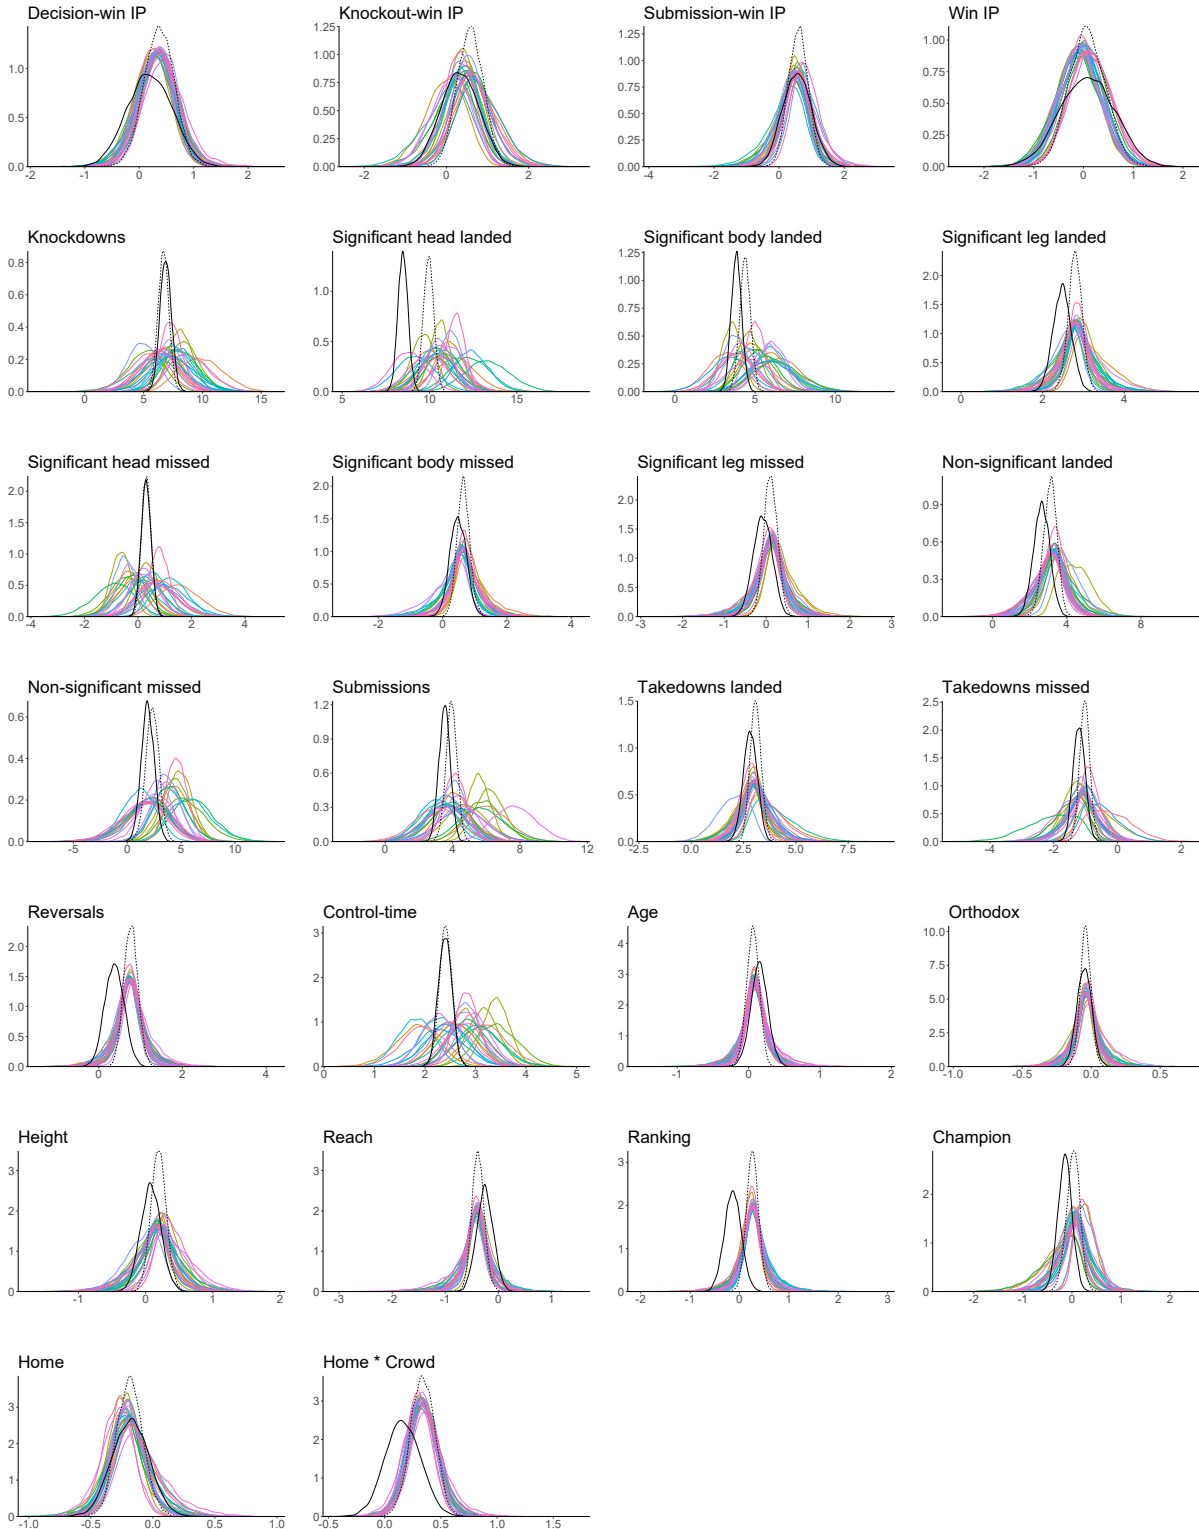 Decision-win IP Knockout-win IP Submission-win IP Win IP
1.0 0.5 0.0
-2 -1 0 1 2
1.25 1.00 0.75 0.50 0.25 0.00
-2 0 2
1.25 1.00 0.75 0.50 0.25 0.00
-4 -2 0 2
1.00 0.75 0.50 0.25 0.00
-2 -1 0 1 2
Knockdowns Significant head landed Significant body landed Significant leg landed
0.8 0.6 0.4 0.2 0.0
0 5 10 15
1.0 0.5 0.0
5 10 15
1.25 1.00 0.75 0.50 0.25 0.00
0 5 10
2.0 1.5 1.0 0.5 0.0
0 2 4
Significant head missed Significant body missed Significant leg missed Non-significant landed
2.0 1.5 1.0 0.5 0.0
-4 -2 0 2 4
2.0 1.5 1.0 0.5 0.0
-2 0 2 4
2.0 1.5 1.0 0.5 0.0
-3 -2 -1 0 1 2 3
0.9 0.6 0.3 0.0
0 4 8
Non-significant missed Submissions Takedowns landed Takedowns missed
0.6 0.4 0.2 0.0
-5 0 5 10
1.2 0.9 0.6 0.3 0.0
0 4 8 12
1.5 1.0 0.5 0.0
-2.5 0.0 2.5 5.0 7.5
2.5 2.0 1.5 1.0 0.5 0.0
-4 -2 0 2
Reversals Control-time Age Orthodox
2.0 1.5 1.0 0.5 0.0
0 2 4
3 2 1 0
0 1 2 3 4 5
4 3 2 1 0
-1 0 1 2
10.0 7.5 5.0 2.5 0.0
-1.0 -0.5 0.0 0.5
Height Reach Ranking Champion
3 2 1 0
-1 0 1 2
3 2 1 0
-3 -2 -1 0 1
3 2 1 0
-2 -1 0 1 2 3
2 1 0
-2 -1 0 1 2
Home Home * Crowd
3 2 1 0
-1.0 -0.5 0.0 0.5 1.0
3 2 1 0
-0.5 0.0 0.5 1.0 1.5